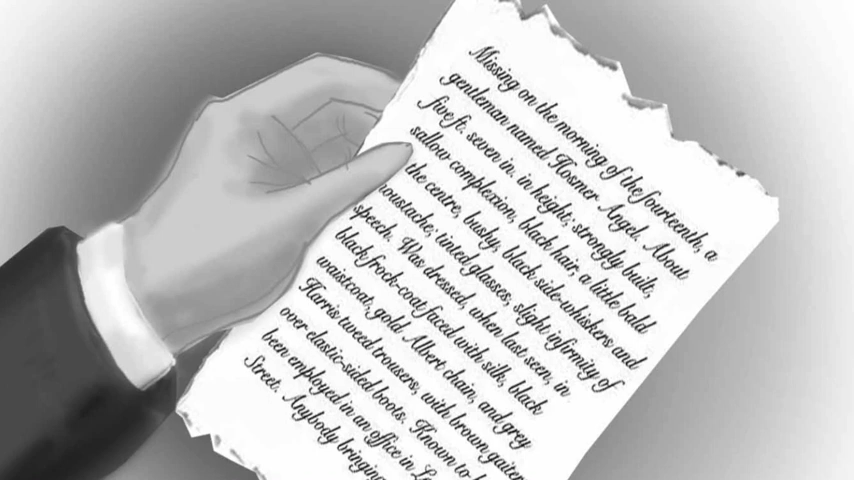 Missing on the morning of the fourteenth, a
gentleman named Hosmer Angel. About
five ft. seven in. in height, strongly built,
sallow complexion, black hair, a little bald
the centre, bushy, black side-whiskers and
moustache, tinted glasses, slight infirmity of
speech. Was dressed, when last seen, in
black frock-coat faced with silk, black
waistcoat, gold Albert chain, and grey
Harris tweed trousers, with brown gaiter
over elastic-sided boots. Known to
been employed in an office in
Street. Anybody bringing